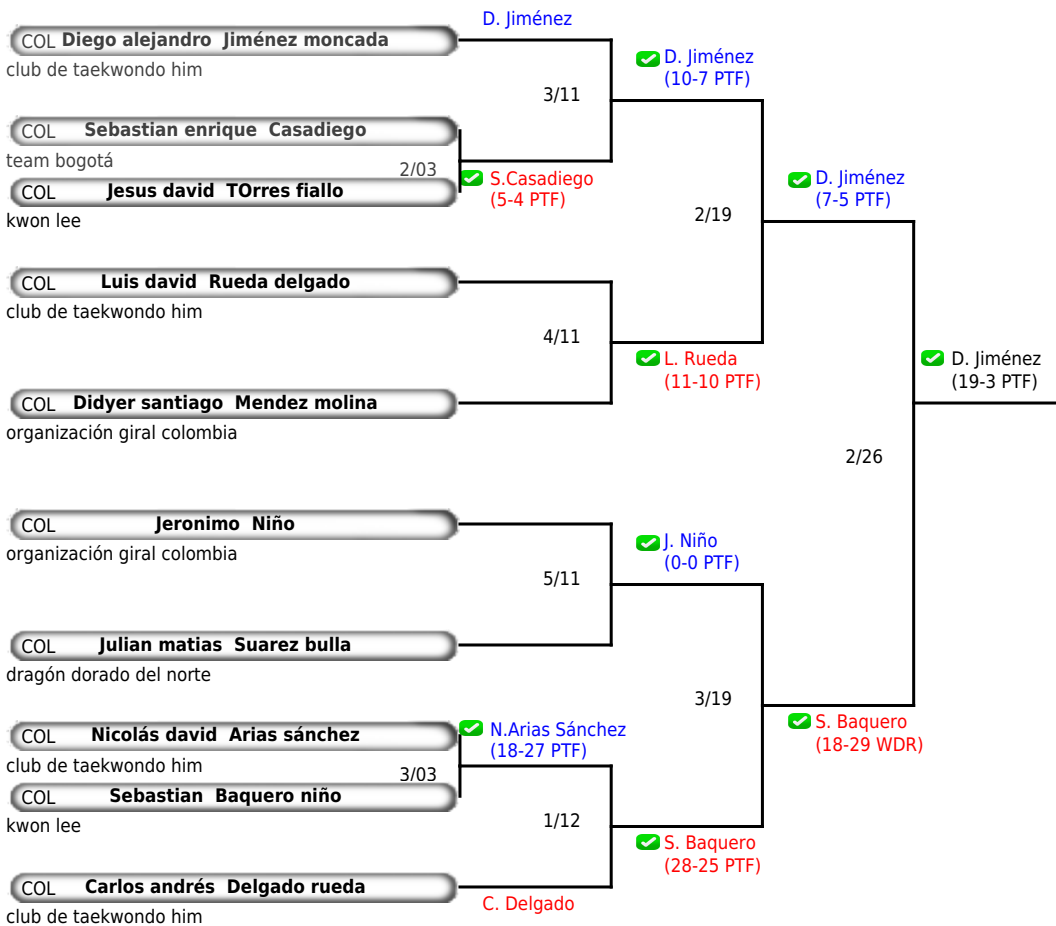 D. Jiménez
COL Diego alejandro  Jiménez moncada
club de taekwondo him
D. Jiménez
(10-7 PTF)
3/11
COL Sebastian enrique  Casadiego
team bogotá
2/03
S.Casadiego
(5-4 PTF)
COL Jesus david  TOrres fiallo
kwon lee
D. Jiménez
(7-5 PTF)
2/19
COL Luis david  Rueda delgado
club de taekwondo him
4/11
L. Rueda
(11-10 PTF)
D. Jiménez
(19-3 PTF)
COL Didyer santiago  Mendez molina
organización giral colombia
2/26
COL Jeronimo  Niño
organización giral colombia
J. Niño
(0-0 PTF)
5/11
COL Julian matias  Suarez bulla
dragón dorado del norte
3/19
S. Baquero
(18-29 WDR)
COL Nicolás david  Arias sánchez
N.Arias Sánchez
(18-27 PTF)
club de taekwondo him
3/03
COL Sebastian  Baquero niño
kwon lee
1/12
S. Baquero
(28-25 PTF)
COL Carlos andrés  Delgado rueda
C. Delgado
club de taekwondo him